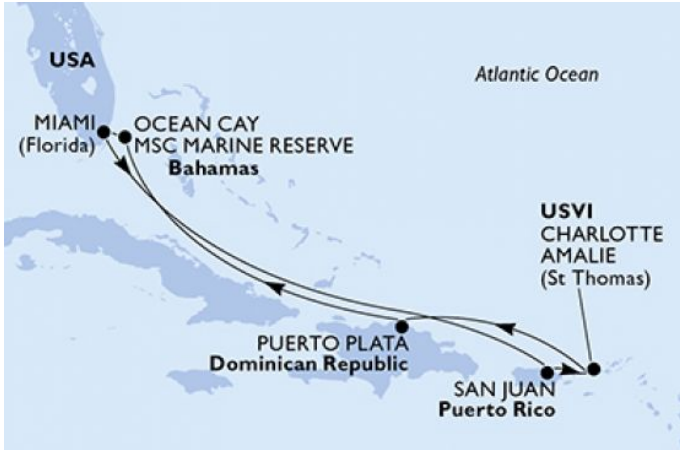 USA
Atlantic Ocean
MIAMI
(Florida)
OCEAN CAY
MSC MARINE RESERVE
Bahamas
USVI
CHARLOTTE
AMALIE
(St Thomas)
PUERTO PLATA
Dominican Republic
SAN JUAN
Puerto Rico